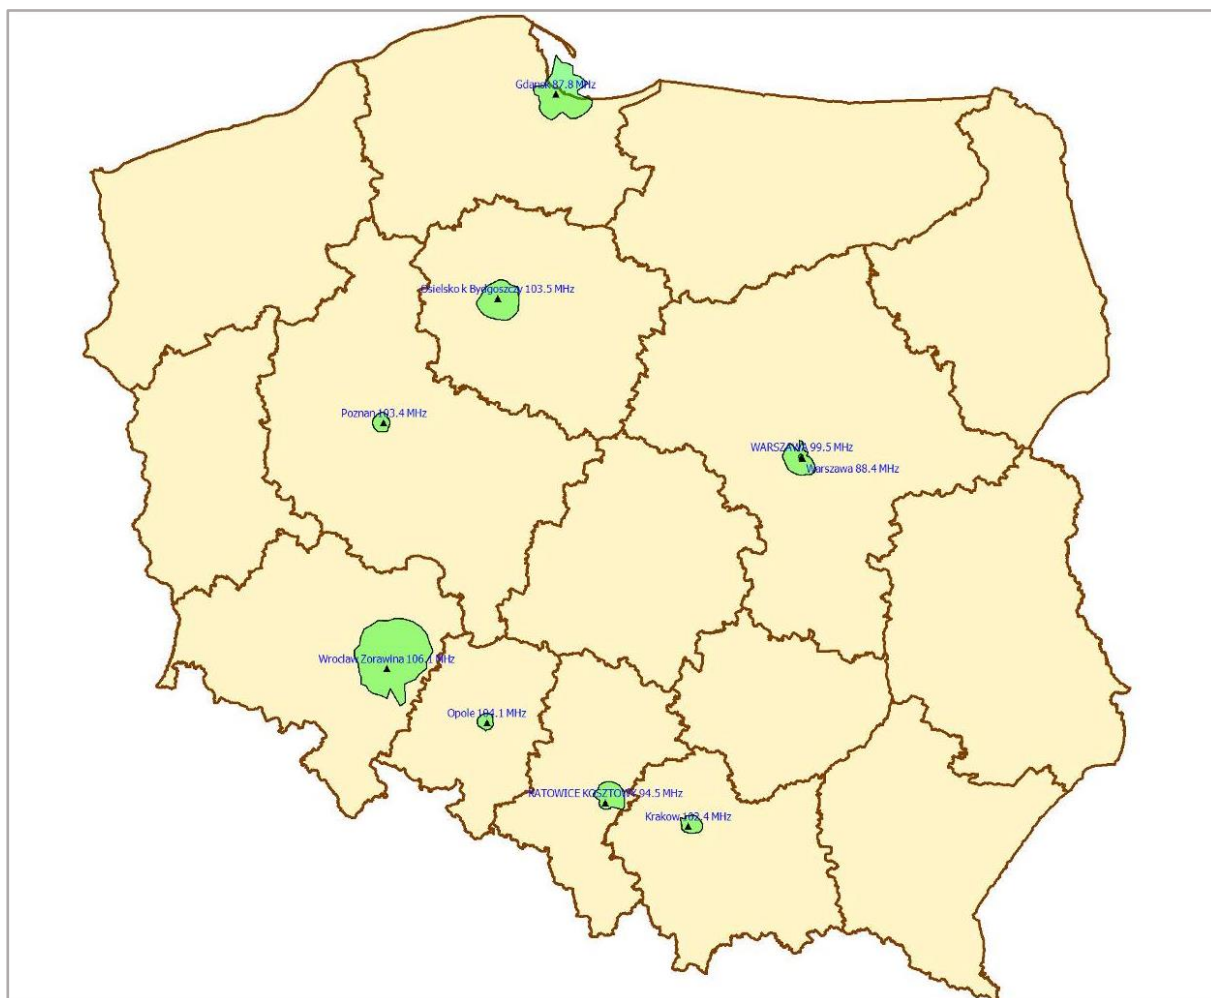 Gdansk 87.8 MHz
Osielsko k Bydgoszczy 103.5 MHz
Poznan 103.4 MHz
WARSZAWA 99.5 MHz
Warszawa 88.4 MHz
Wroclaw Zorawina 106.1 MHz
Opole 104.1 MHz
KATOWICE KOSZTOWY 94.5 MHz
Krakow 102.4 MHz